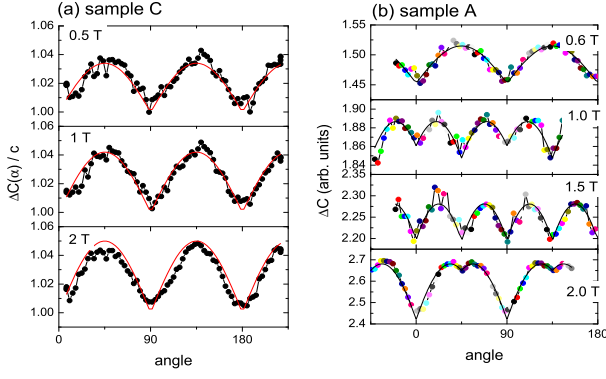 (a) sample C
1.06
0.5 T
1.04
1.02
1.00
1.06
1 T
1.04
1.02
1.00
1.06
2 T
1.04
1.02
1.00
0 90 180
angle
ΔC(α) / c
(b) sample A
1.55
0.6 T
1.50
1.45
1.90
1.0 T
1.88
1.86
1.84
2.35
1.5 T
2.30
2.25
2.20
2.7
2.6
2.0 T
2.5
2.4
0 90 180
angle
ΔC (arb. units)